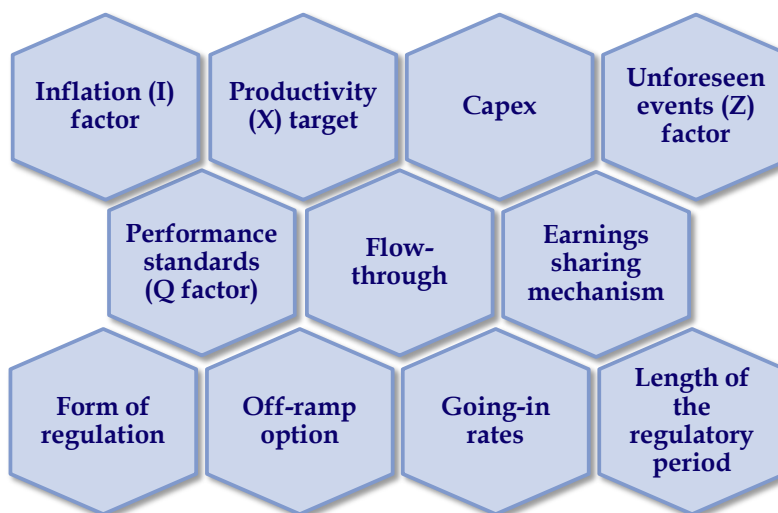 Inflation (I)
factor
Productivity
(X) target
Capex
Unforeseen
events (Z)
factor
Performance
standards
(Q factor)
Flow-
through
Earnings
sharing
mechanism
Form of
regulation
Off-ramp
option
Going-in
rates
Length of
the
regulatory
period